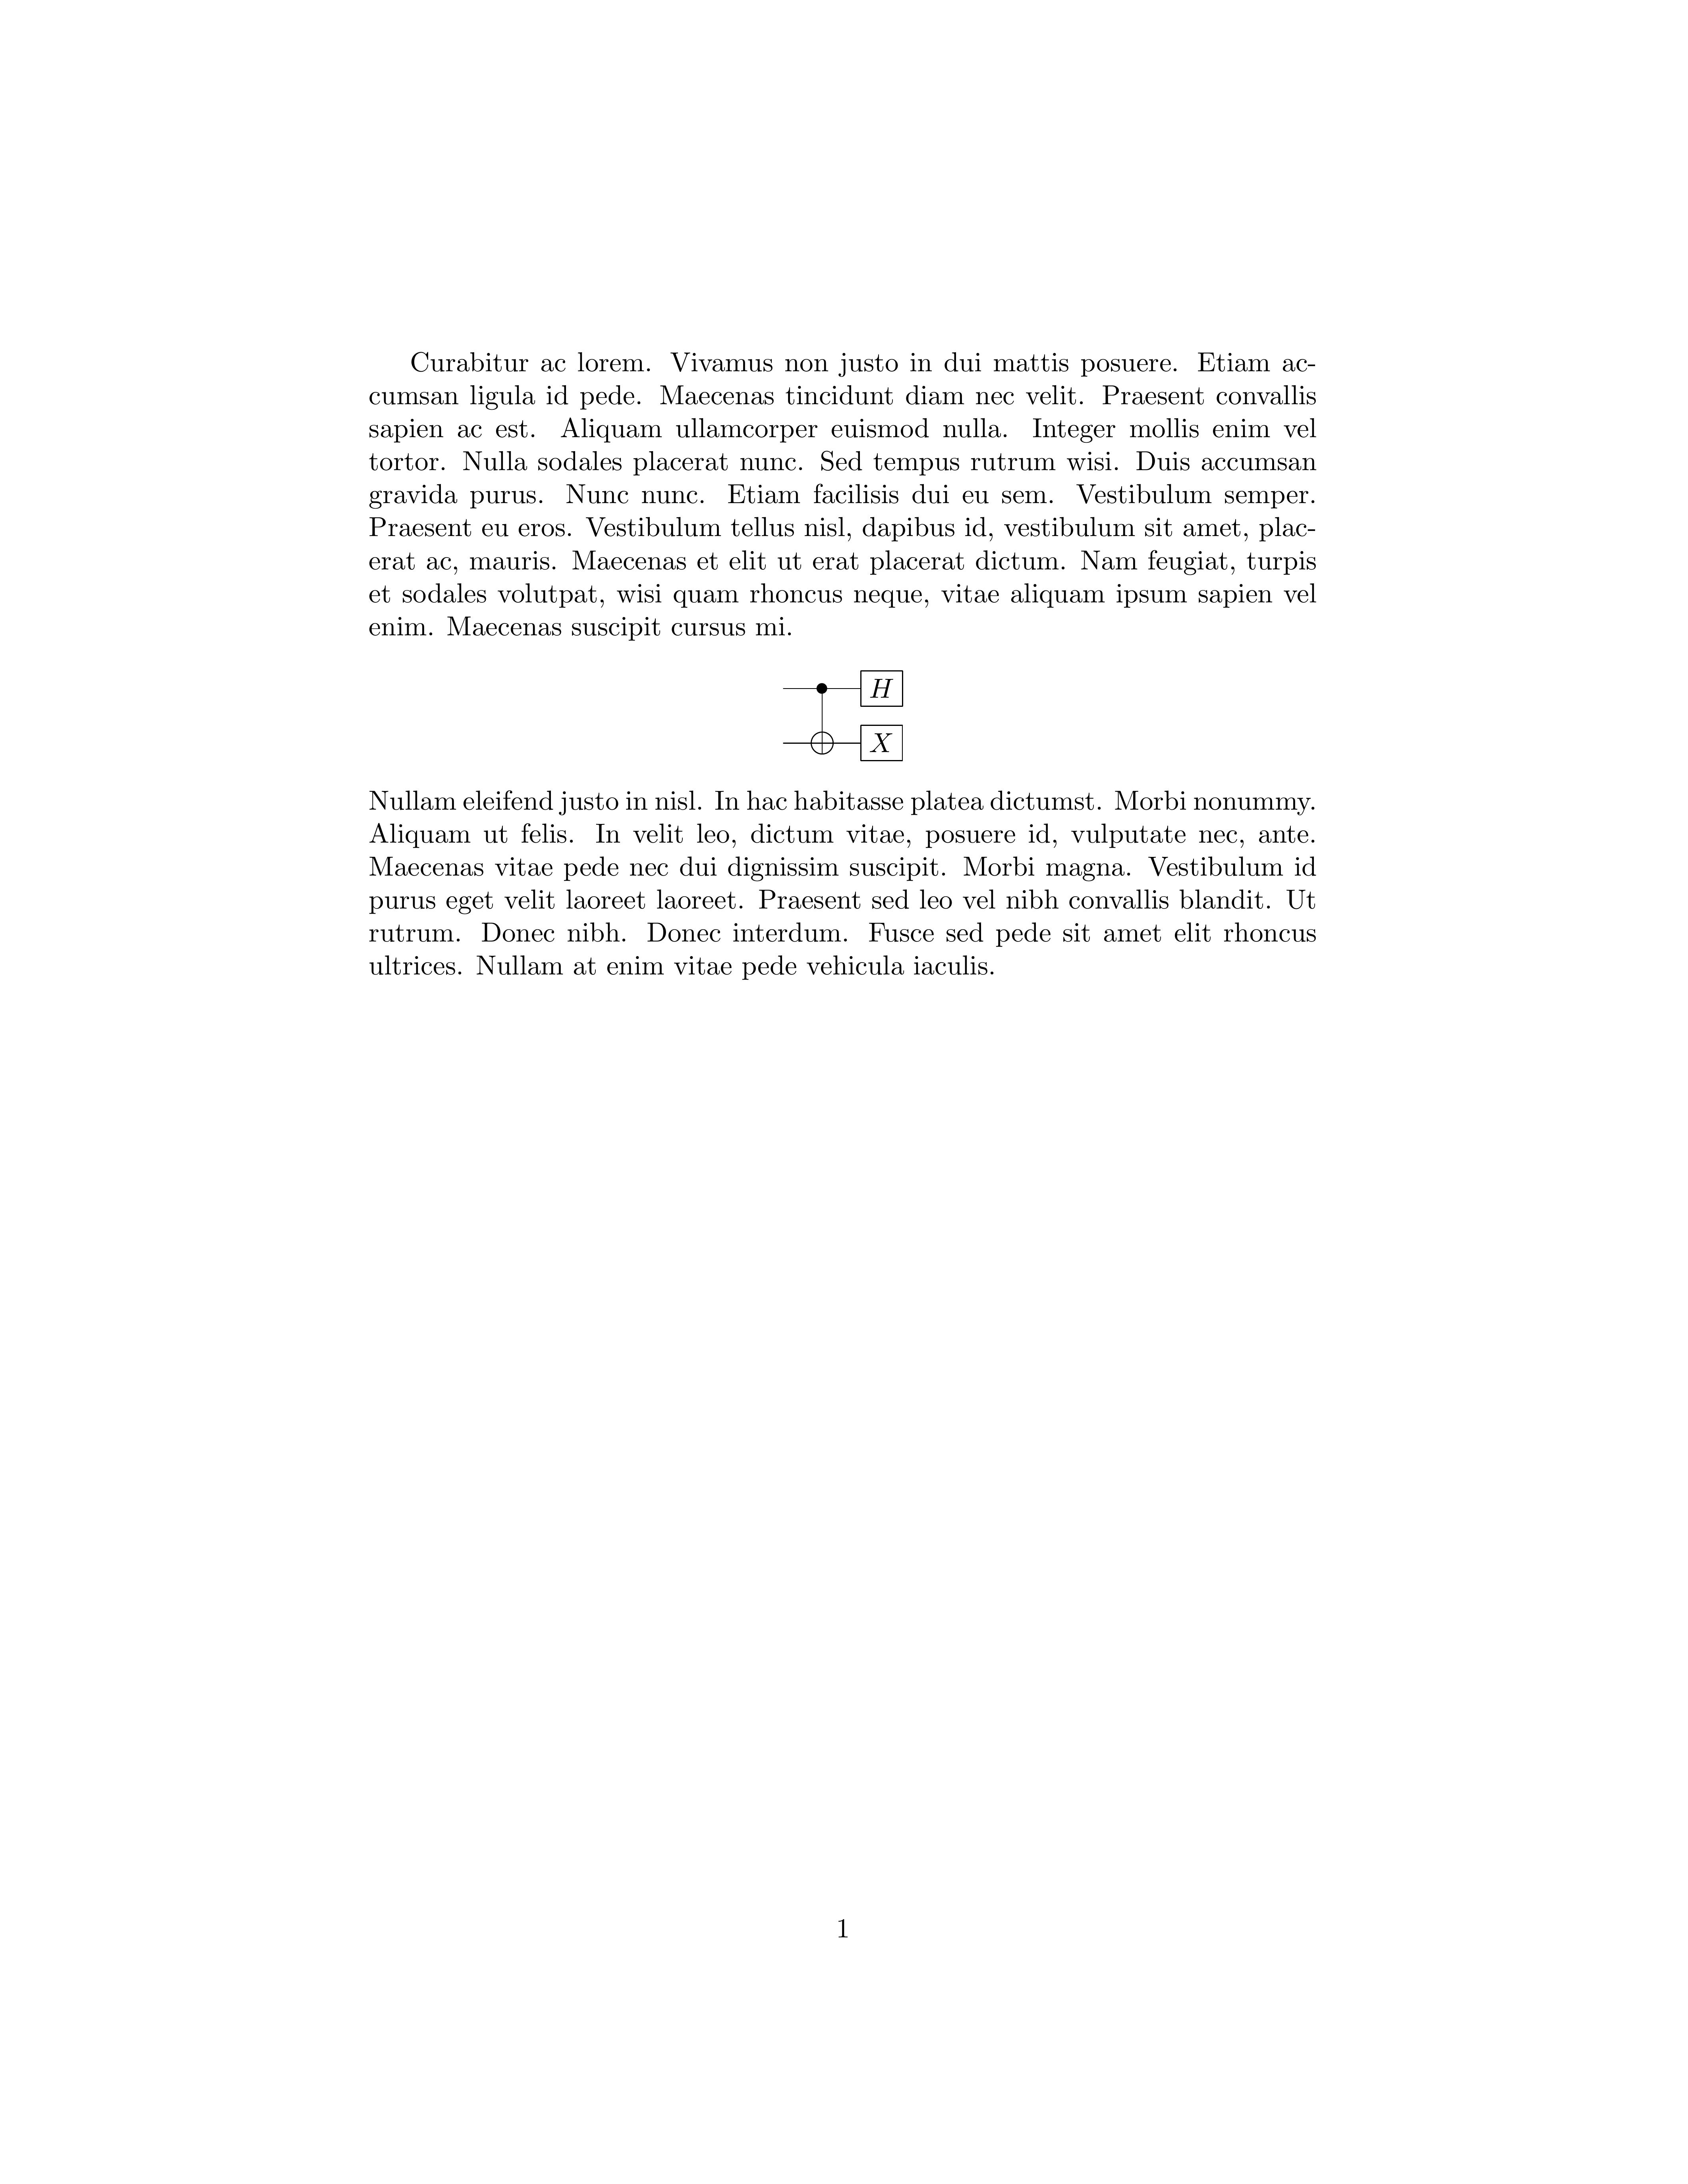 Curabitur ac lorem. Vivamus non justo in dui mattis posuere. Etiam ac-
cumsan ligula id pede. Maecenas tincidunt diam nec velit. Praesent convallis
sapien ac est. Aliquam ullamcorper euismod nulla. Integer mollis enim vel
tortor. Nulla sodales placerat nunc. Sed tempus rutrum wisi. Duis accumsan
gravida purus. Nunc nunc. Etiam facilisis dui eu sem. Vestibulum semper.
Praesent eu eros. Vestibulum tellus nisl, dapibus id, vestibulum sit amet, plac-
erat ac, mauris. Maecenas et elit ut erat placerat dictum. Nam feugiat, turpis
et sodales volutpat, wisi quam rhoncus neque, vitae aliquam ipsum sapien vel
enim. Maecenas suscipit cursus mi.
H
X
Nullam eleifend justo in nisl. In hac habitasse platea dictumst. Morbi nonummy.
Aliquam ut felis. In velit leo, dictum vitae, posuere id, vulputate nec, ante.
Maecenas vitae pede nec dui dignissim suscipit. Morbi magna. Vestibulum id
purus eget velit laoreet laoreet. Praesent sed leo vel nibh convallis blandit. Ut
rutrum. Donec nibh. Donec interdum. Fusce sed pede sit amet elit rhoncus
ultrices. Nullam at enim vitae pede vehicula iaculis.
1